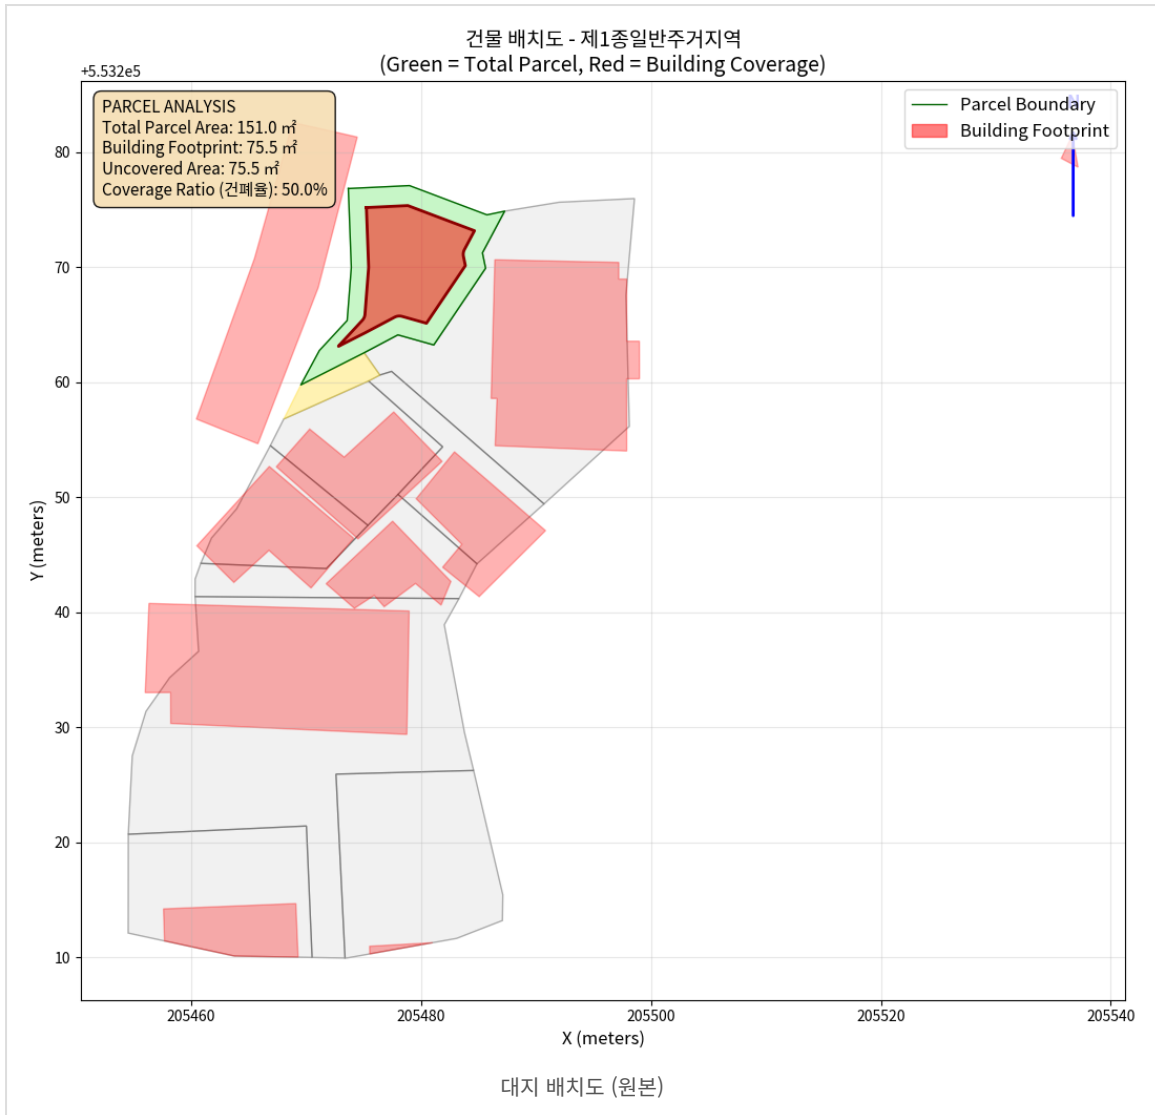 건물 배치도 - 제1종일반주거지역
(Green = Total Parcel, Red = Building Coverage)
+5.532e5
PARCEL ANALYSIS
Total Parcel Area: 151.0 ㎡
Building Footprint: 75.5 ㎡
Uncovered Area: 75.5 ㎡
Coverage Ratio (건폐율): 50.0%
Parcel Boundary
Building Footprint
80
70
60
50
40
30
20
10
Y (meters)
205460
205480
205500
205520
205540
X (meters)
대지 배치도 (원본)